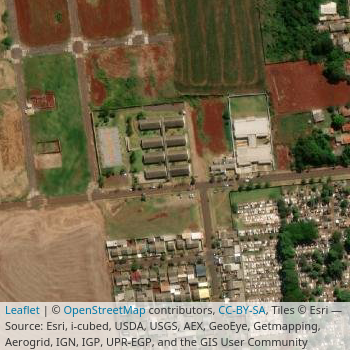 Leaflet | © OpenStreetMap contributors, CC-BY-SA, Tiles © Esri —
Source: Esri, i-cubed, USDA, USGS, AEX, GeoEye, Getmapping,
Aerogrid, IGN, IGP, UPR-EGP, and the GIS User Community